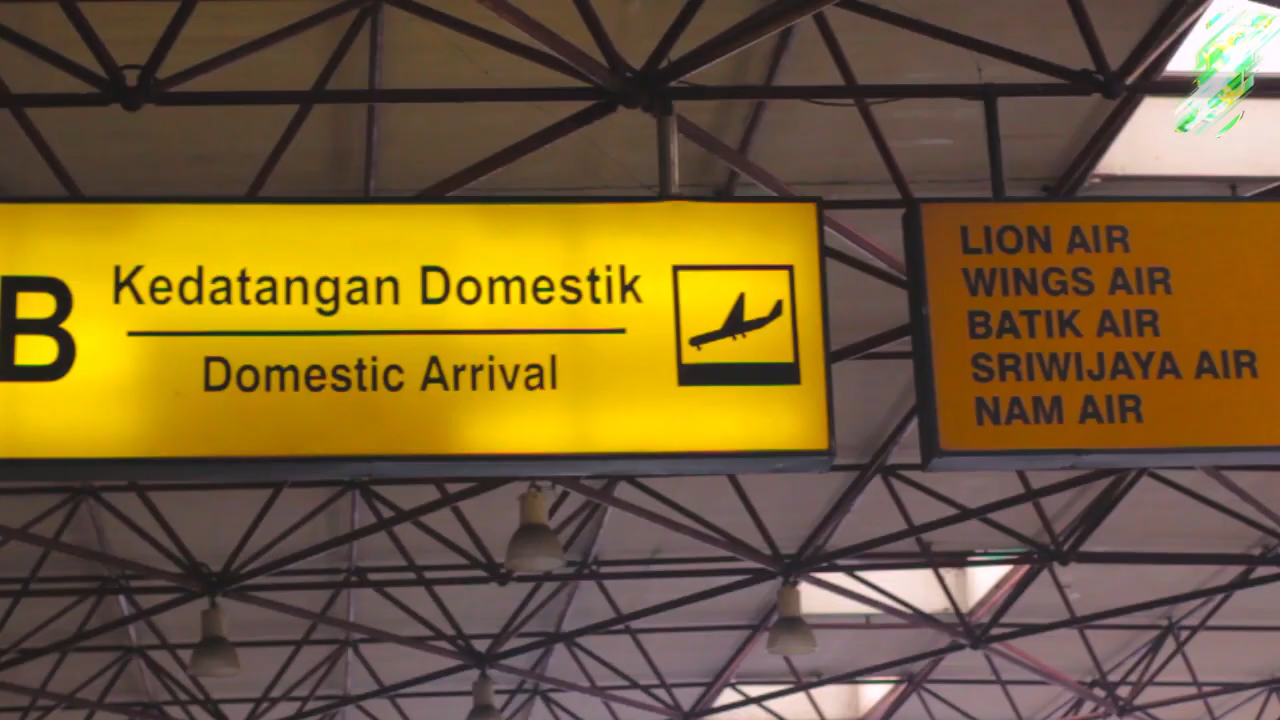 B
Kedatangan Domestik
Domestic Arrival
LION AIR
WINGS AIR
BATIK AIR
SRIWIJAYA AIR
NAM AIR